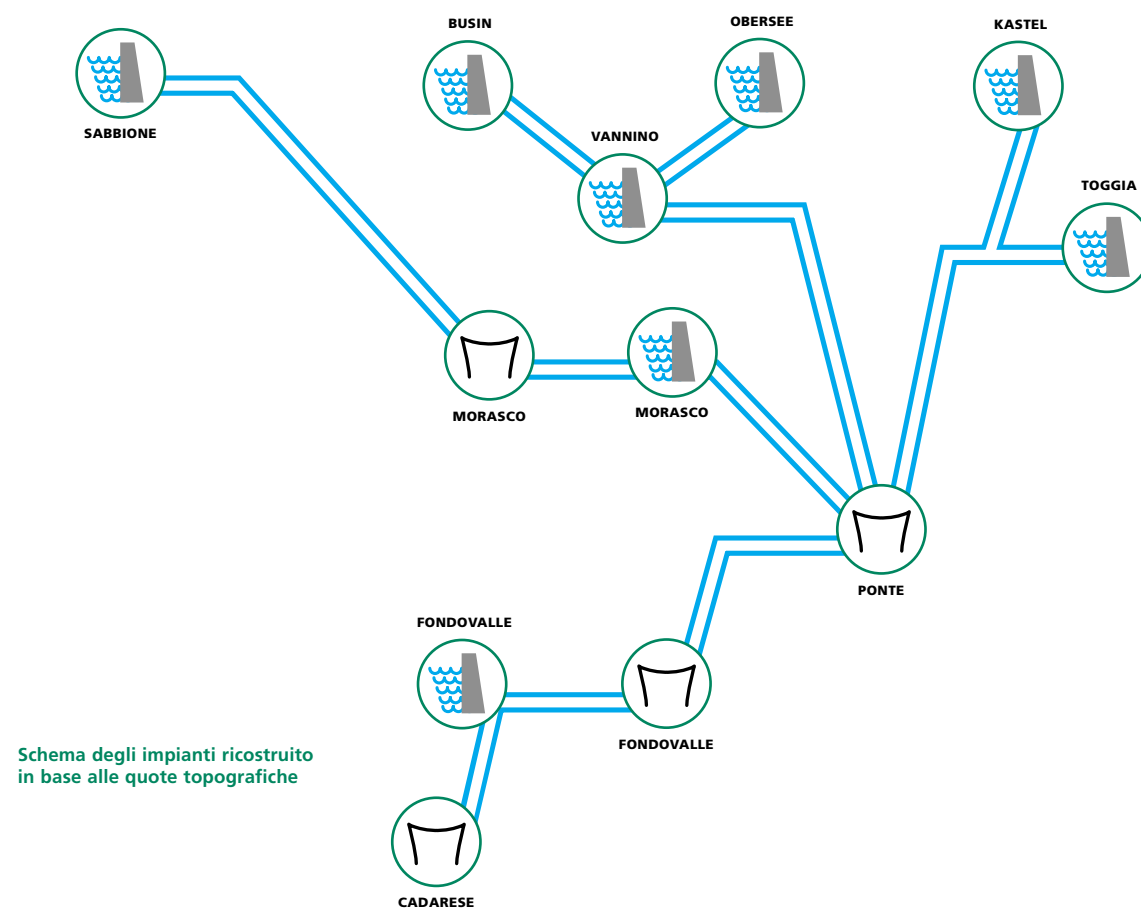 BUSIN
OBERSEE
KASTEL
SABBIONE
VANNINO
TOGGIA
MORASCO
MORASCO
PONTE
FONDOVALLE
FONDOVALLE
Schema degli impianti ricostruito
in base alle quote topografiche
CADARESE